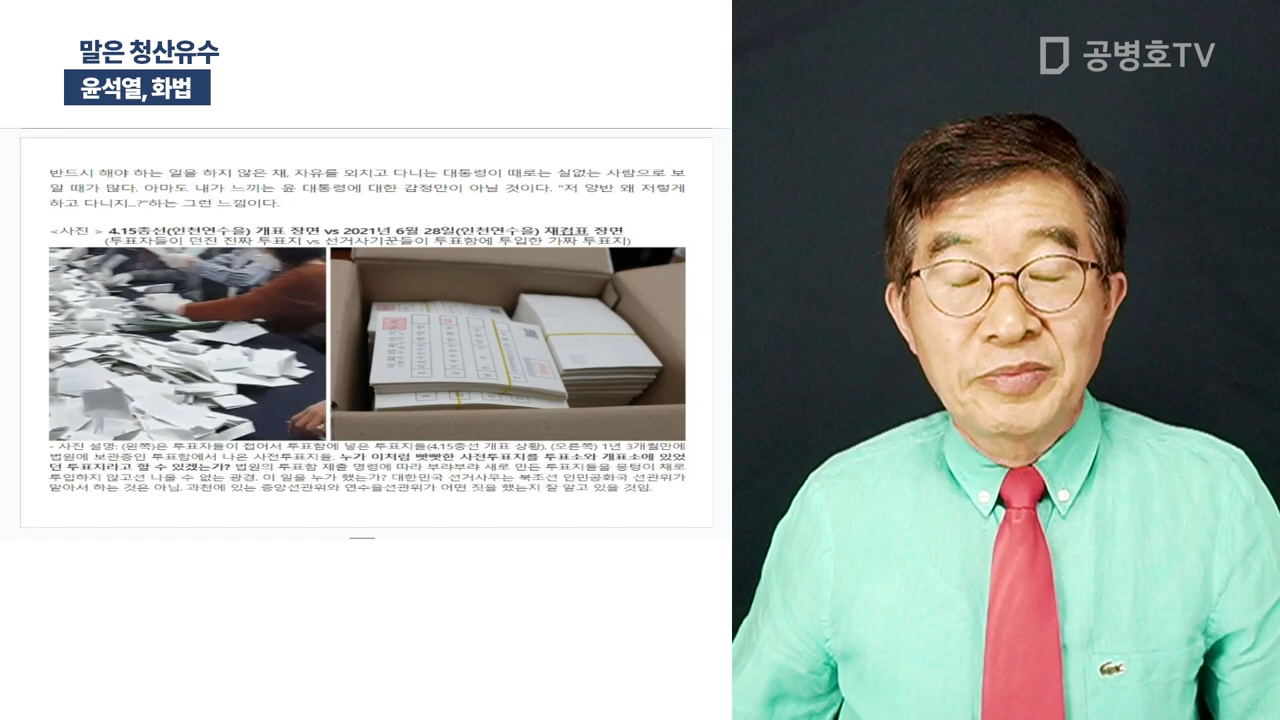 말은 청산유수
윤석열, 화법
공병호TV
반드시 해야 하는 일을 하지 않은 채, 자유를 외치고 다니는 대통령이 때로는 실없는 사람으로 보
일 때가 많다. 아마도 내가 느끼는 윤 대통령에 대한 감정만이 아닐 것이다. "저 양반 왜 저렇게
하고 다니지...?"하는 그런 느낌이다.
<사진 > 4.15총선(인천연수을) 개표 장면 vs 2021년 6월 28일(인천연수을) 재검표 장면
(투표자들이 던진 진짜 투표지 vs 선거사기꾼들이 투표함에 투입한 가짜 투표지)
- 사진 설명: (왼쪽)은 투표자들이 접어서 투표함에 넣은 투표지들(4.15총선 개표 상황). (오른쪽) 1년 3개월만에
법원에 보관중인 투표함에서 나온 사전투표지들. 누가 이처럼 빳빳한 사전투표지를 투표소와 개표소에 있었
던 투표지라고 할 수 있겠는가? 법원의 투표함 제출 명령에 따라 부랴부랴 새로 만든 투표지들을 뭉텅이 채로
투입하지 않고선 나올 수 없는 광경. 이 일을 누가 했는가? 대한민국 선거사무는 북조선 인민공화국 선관위가
맡아서 하는 것은 아님. 과천에 있는 중앙선관위와 연수을선관위가 어떤 짓을 했는지 잘 알고 있을 것임.